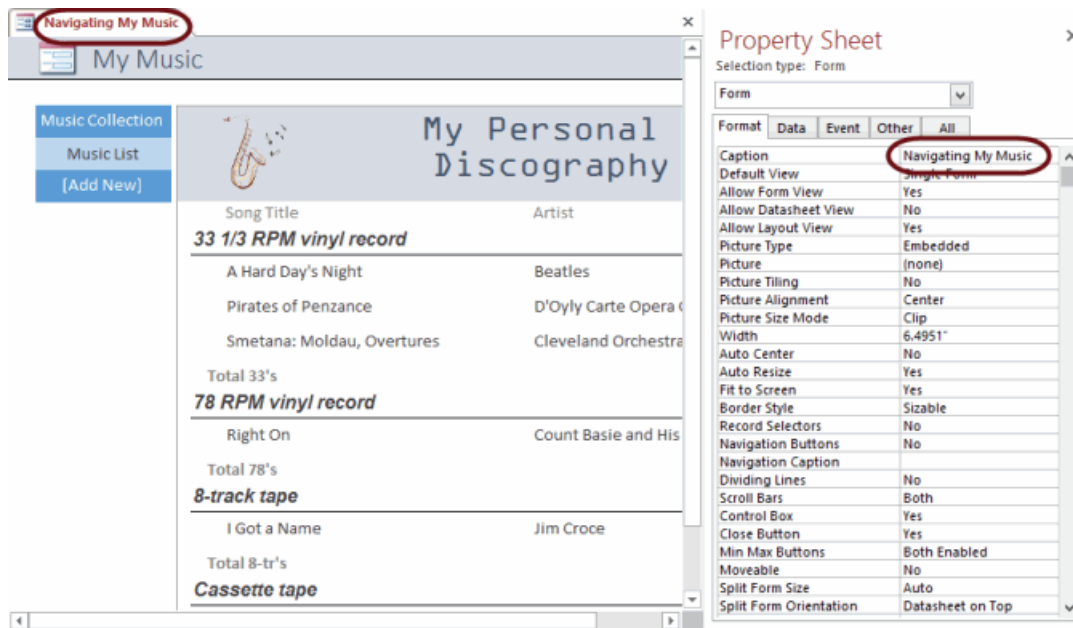 Navigating My Music
My Music
Music Collection
Music List
[Add New]
My Personal
Discography
Song Title Artist
33 1/3 RPM vinyl record
A Hard Day's Night Beatles
Pirates of Penzance D'Oyly Carte Opera
Smetana: Moldau, Overtures Cleveland Orchestra
Total 33's
78 RPM vinyl record
Right On Count Basie and His
Total 78's
8-track tape
I Got a Name Jim Croce
Total 8-tr's
Cassette tape
Property Sheet
Selection type: Form
Form
Format Data Event Other All
Caption Navigating My Music
Default View Single Form
Allow Form View Yes
Allow Datasheet View No
Allow Layout View Yes
Picture Type Embedded
Picture (none)
Picture Tiling No
Picture Alignment Center
Picture Size Mode Clip
Width 6.4951"
Auto Center No
Auto Resize Yes
Fit to Screen Yes
Border Style Sizable
Record Selectors No
Navigation Buttons No
Navigation Caption
Dividing Lines No
Scroll Bars Both
Control Box Yes
Close Button Yes
Min Max Buttons Both Enabled
Moveable No
Split Form Size Auto
Split Form Orientation Datasheet on Top